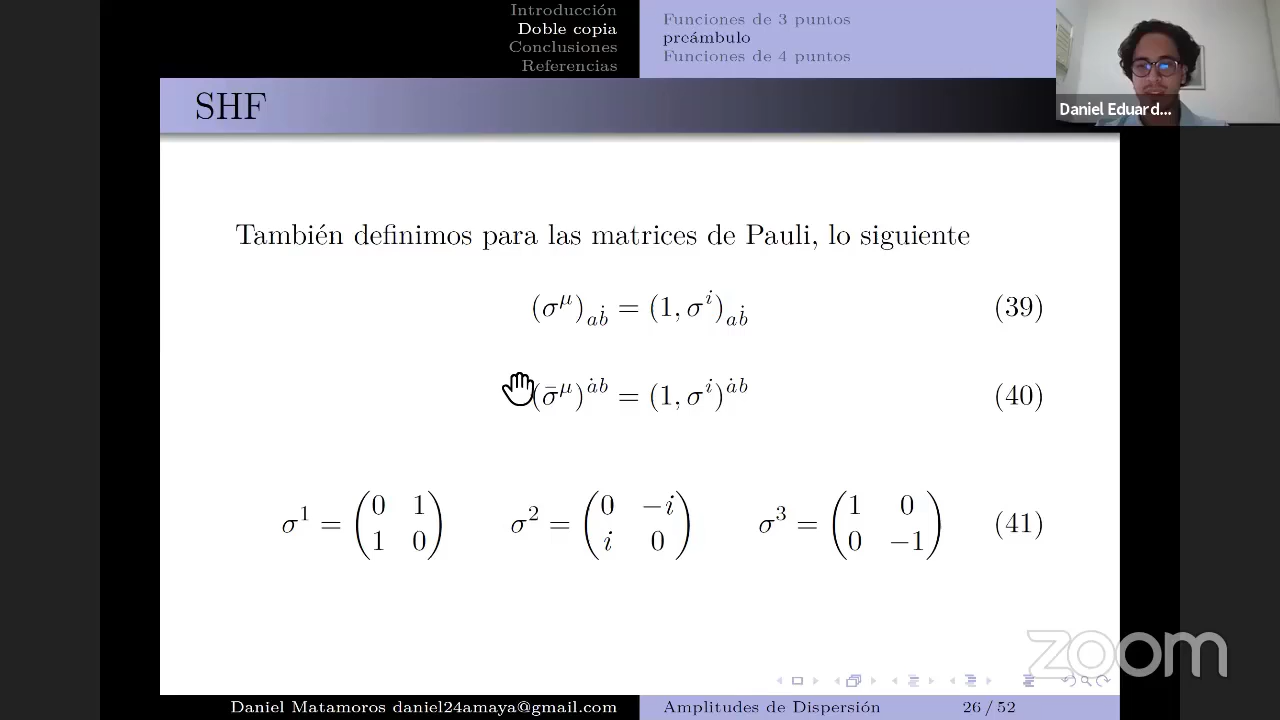 Introducción
Doble copia
Conclusiones
Referencias
Funciones de 3 puntos
preámbulo
Funciones de 4 puntos
Daniel Eduard...
SHF
También definimos para las matrices de Pauli, lo siguiente
(σ^μ)_{aḃ} = (1, σ^i)_{aḃ} (39)
(σ̄^μ)^{ȧb} = (1, σ^i)^{ȧb} (40)
σ^1 = (0 1; 1 0) σ^2 = (0 −i; i 0) σ^3 = (1 0; 0 −1) (41)
zoom
Daniel Matamoros daniel24amaya@gmail.com
Amplitudes de Dispersión
26 / 52